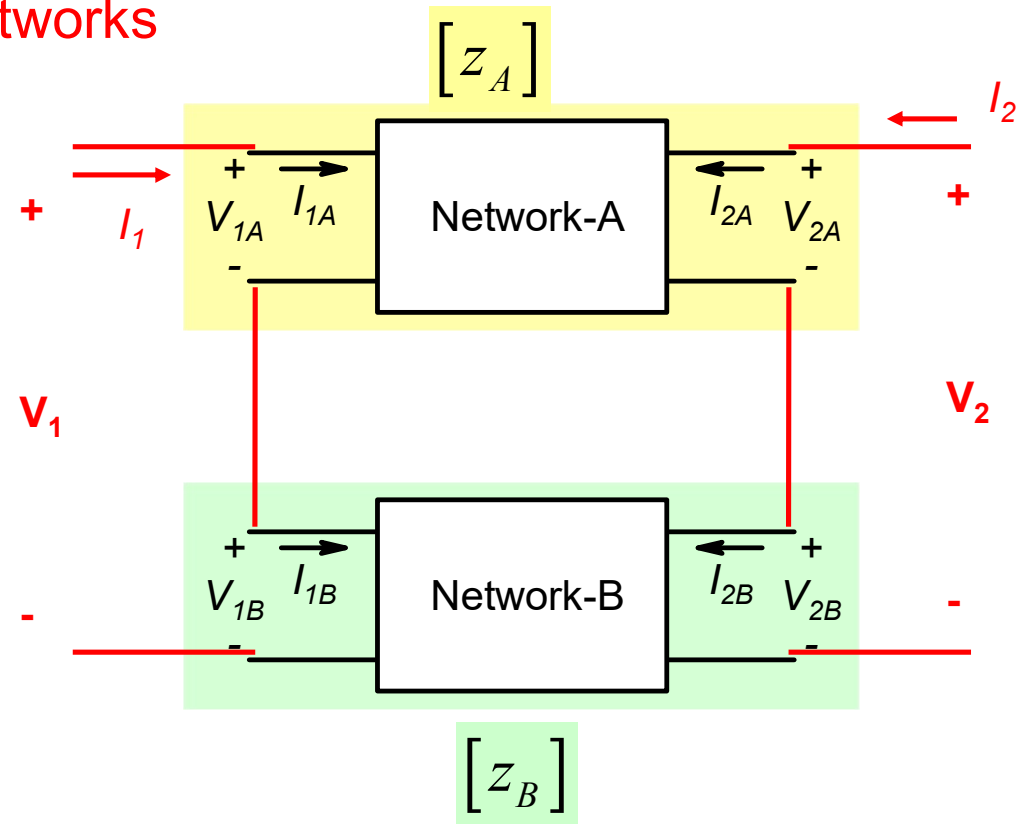 tworks
[z_A]
I_2
+ + + +
I_1 V_1A I_1A Network-A I_2A V_2A
- -
V_1 V_2
+ +
V_1B I_1B Network-B I_2B V_2B
- - - -
[z_B]